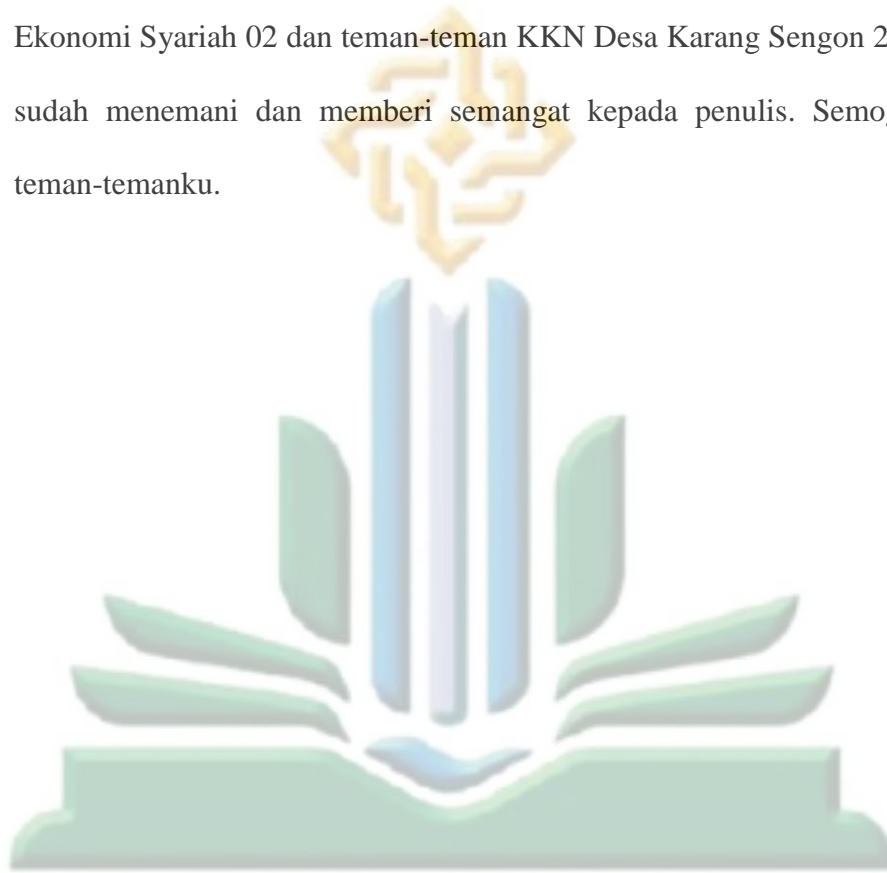 Ekonomi Syariah 02 dan teman-teman KKN Desa Karang Sengon 2
sudah menemani dan memberi semangat kepada penulis. Semog
teman-temanku.